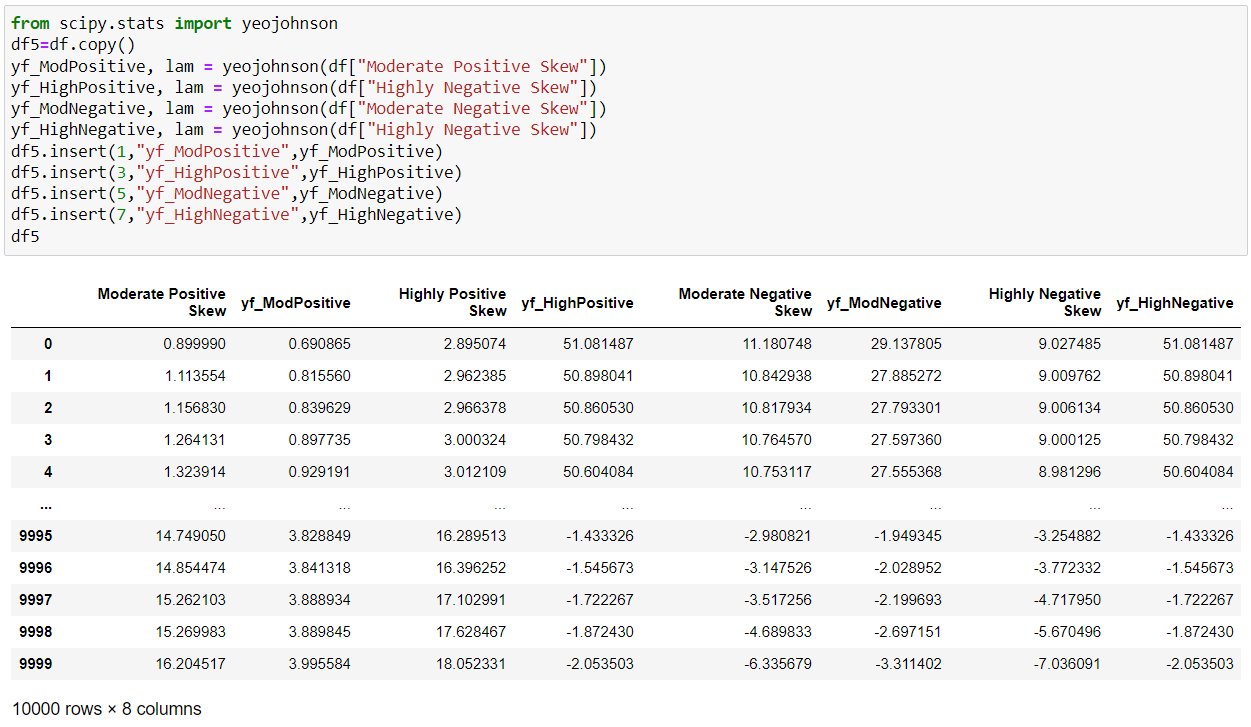 from scipy.stats import yeojohnson
df5=df.copy()
yf_ModPositive, lam = yeojohnson(df["Moderate Positive Skew"])
yf_HighPositive, lam = yeojohnson(df["Highly Negative Skew"])
yf_ModNegative, lam = yeojohnson(df["Moderate Negative Skew"])
yf_HighNegative, lam = yeojohnson(df["Highly Negative Skew"])
df5.insert(1,"yf_ModPositive",yf_ModPositive)
df5.insert(3,"yf_HighPositive",yf_HighPositive)
df5.insert(5,"yf_ModNegative",yf_ModNegative)
df5.insert(7,"yf_HighNegative",yf_HighNegative)
df5
Moderate Positive Skew yf_ModPositive Highly Positive Skew yf_HighPositive Moderate Negative Skew yf_ModNegative Highly Negative Skew yf_HighNegative
0 0.899990 0.690865 2.895074 51.081487 11.180748 29.137805 9.027485 51.081487
1 1.113554 0.815560 2.962385 50.898041 10.842938 27.885272 9.009762 50.898041
2 1.156830 0.839629 2.966378 50.860530 10.817934 27.793301 9.006134 50.860530
3 1.264131 0.897735 3.000324 50.798432 10.764570 27.597360 9.000125 50.798432
4 1.323914 0.929191 3.012109 50.604084 10.753117 27.555368 8.981296 50.604084
... ... ... ... ... ... ... ... ...
9995 14.749050 3.828849 16.289513 -1.433326 -2.980821 -1.949345 -3.254882 -1.433326
9996 14.854474 3.841318 16.396252 -1.545673 -3.147526 -2.028952 -3.772332 -1.545673
9997 15.262103 3.888934 17.102991 -1.722267 -3.517256 -2.199693 -4.717950 -1.722267
9998 15.269983 3.889845 17.628467 -1.872430 -4.689833 -2.697151 -5.670496 -1.872430
9999 16.204517 3.995584 18.052331 -2.053503 -6.335679 -3.311402 -7.036091 -2.053503
10000 rows × 8 columns